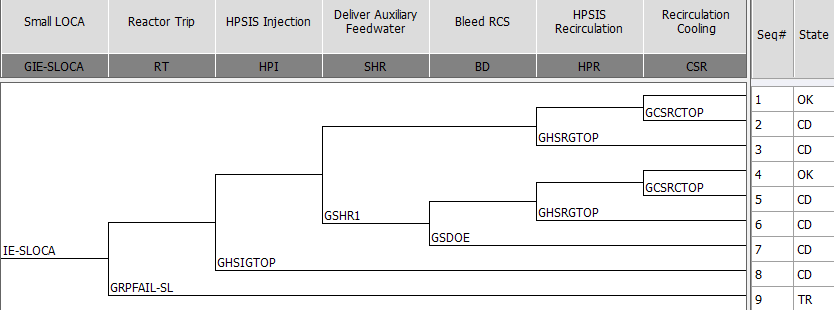 Small LOCA
Reactor Trip
HPSIS Injection
Deliver Auxiliary
Feedwater
Bleed RCS
HPSIS
Recirculation
Recirculation
Cooling
Seq#
State
GIE-SLOCA
RT
HPI
SHR
BD
HPR
CSR
1 OK
GCSRCTOP
2 CD
GHSRGTOP
3 CD
4 OK
GCSRCTOP
5 CD
GHSRGTOP
6 CD
GSHR1
GSDOE
7 CD
IE-SLOCA
GHSIGTOP
8 CD
GRPFAIL-SL
9 TR